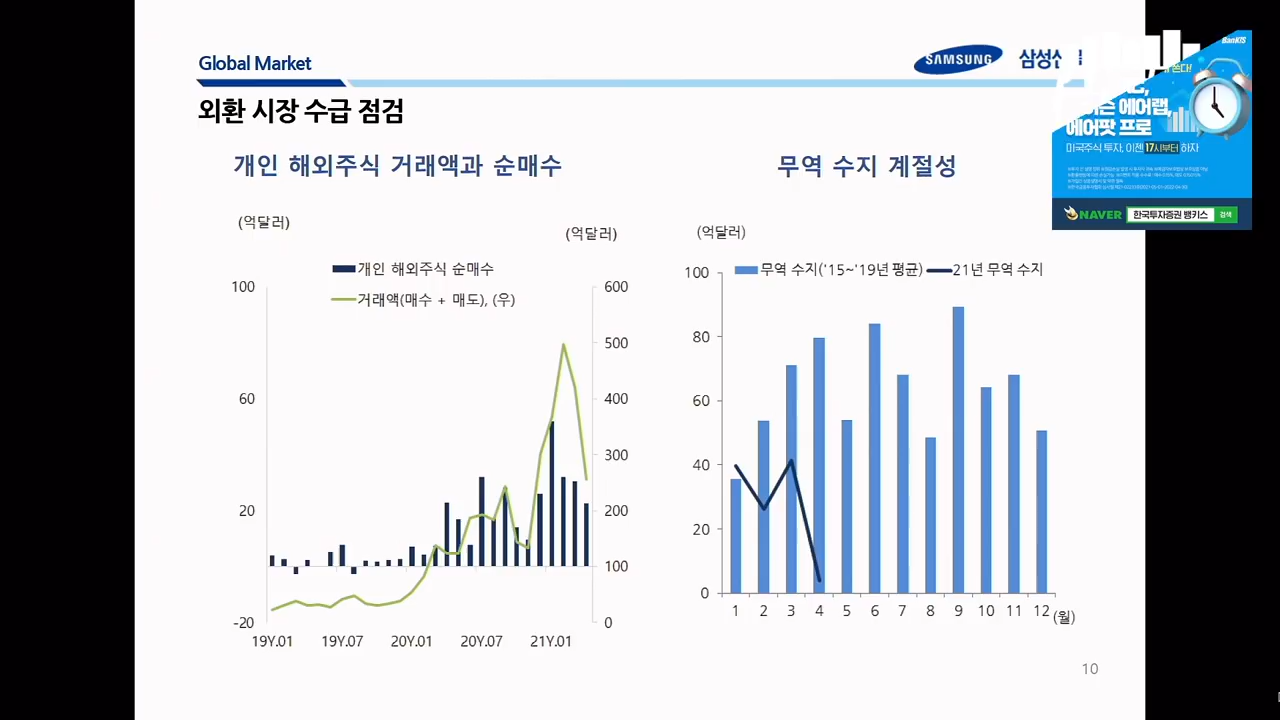 Global Market
SAMSUNG 삼성선물
외환 시장 수급 점검
개인 해외주식 거래액과 순매수
(억달러)
(억달러)
개인 해외주식 순매수
거래액(매수 + 매도), (우)
100
60
20
-20
600
500
400
300
200
100
0
19Y.01
19Y.07
20Y.01
20Y.07
21Y.01
무역 수지 계절성
(억달러)
무역 수지('15~'19년 평균)
21년 무역 수지
100
80
60
40
20
0
1 2 3 4 5 6 7 8 9 10 11 12
(월)
10
BanKIS
에어랩,
에어팟 프로
미국주식 투자, 이젠 17시부터 하자
NAVER 한국투자증권 뱅키스 검색